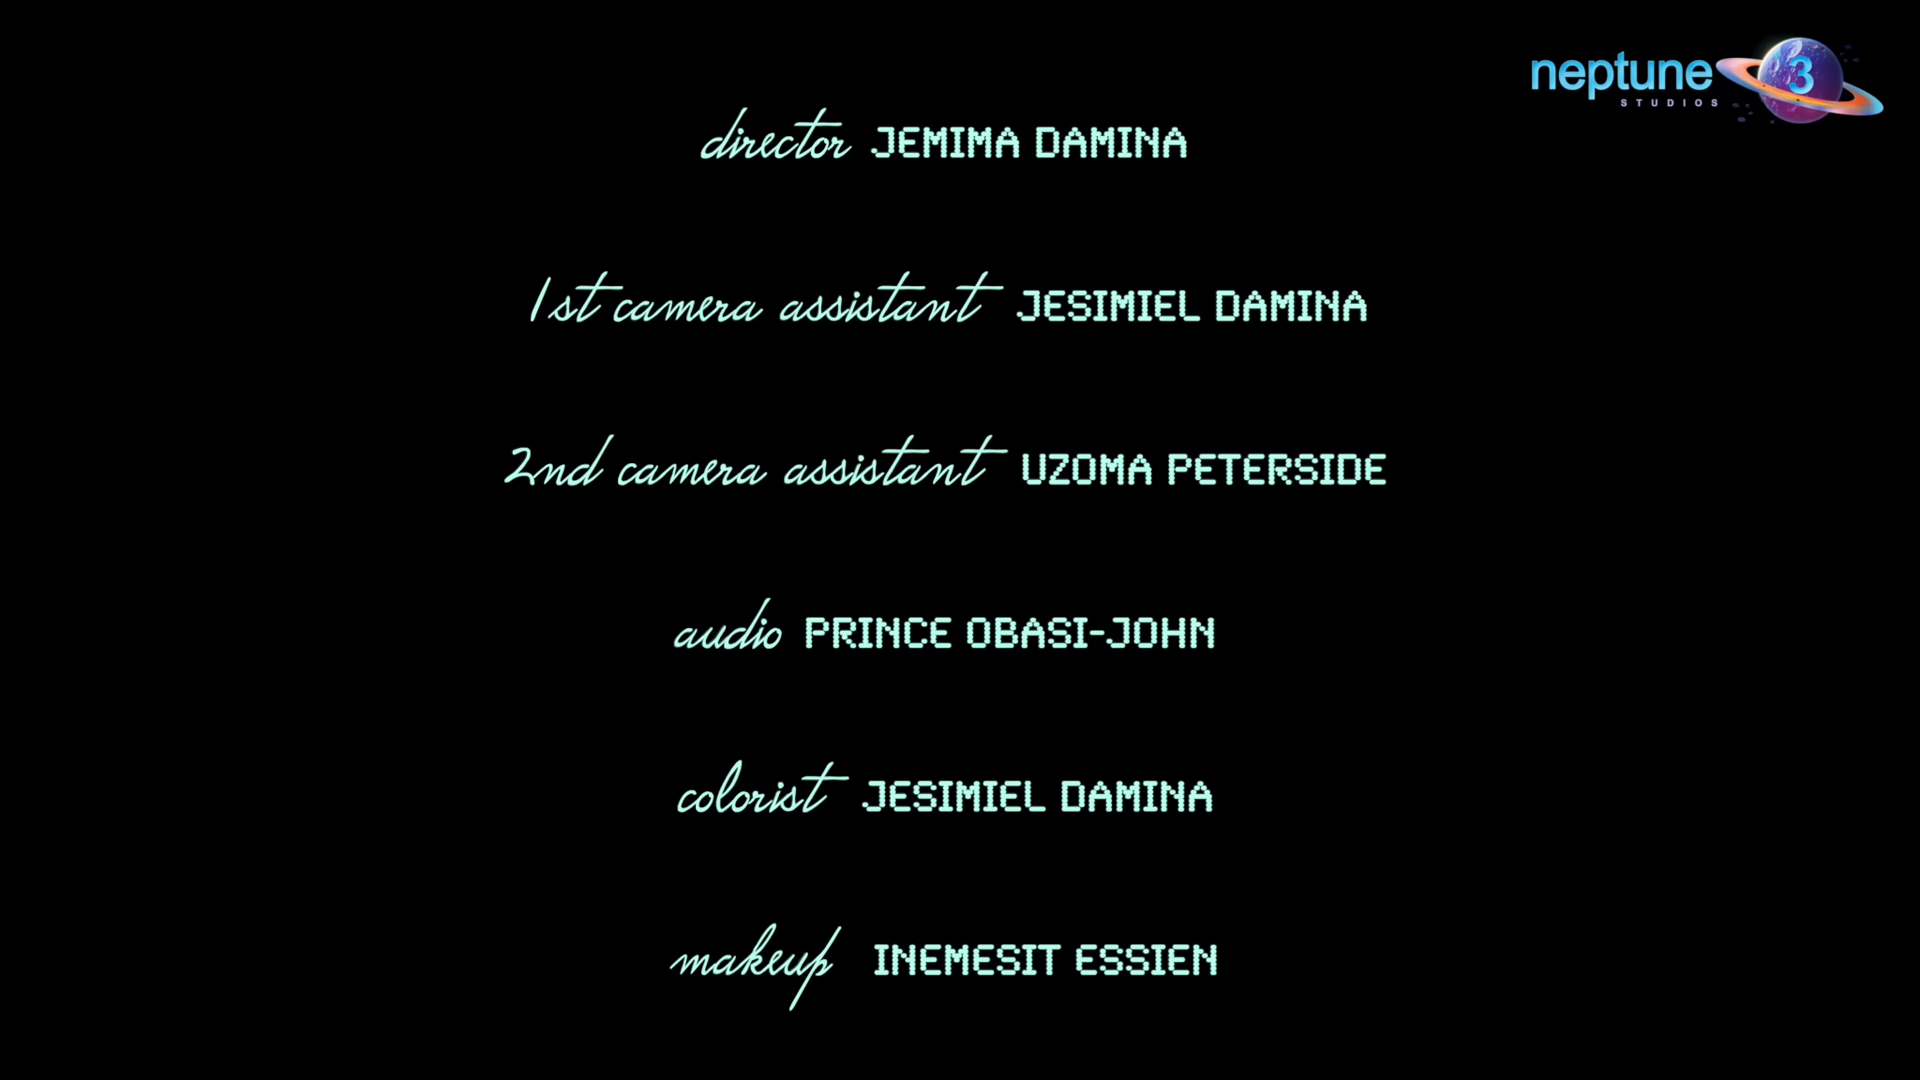 neptune 3
STUDIOS
director JEMIMA DAMINA
1st camera assistant JESIMIEL DAMINA
2nd camera assistant UZOMA PETERSIDE
audio PRINCE OBASI-JOHN
colorist JESIMIEL DAMINA
makeup INEMESIT ESSIEN